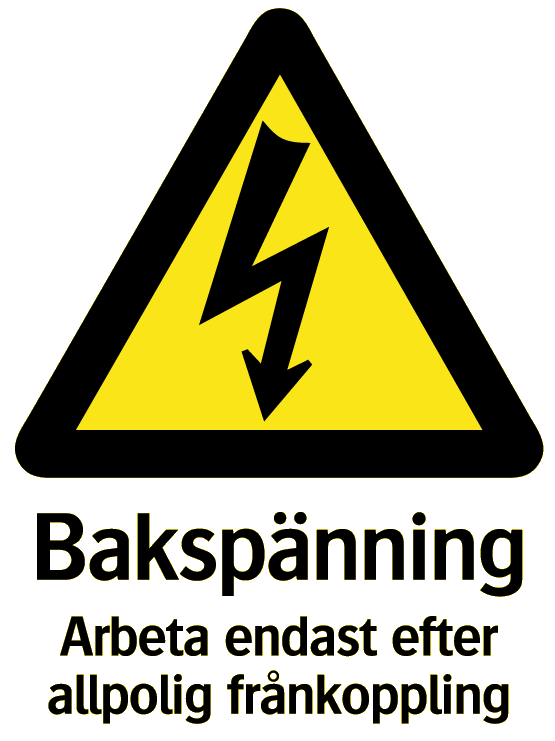 Bakspänning
Arbeta endast efter
allpolig frånkoppling